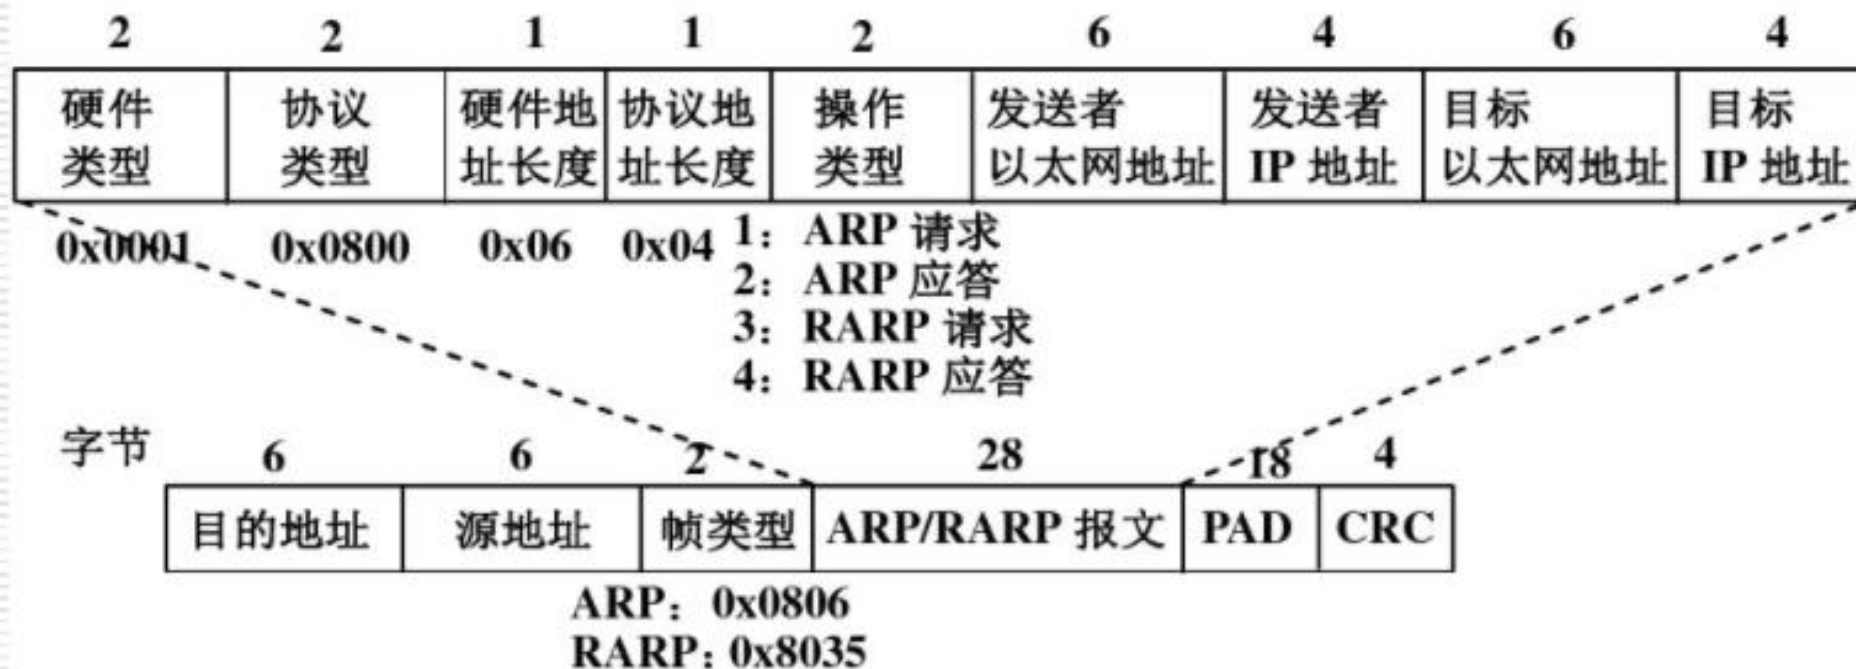 2 2 1 1 2 6 4 6 4
硬件 协议 硬件地 协议地 操作 发送者 发送者 目标 目标
类型 类型 址长度 址长度 类型 以太网地址 IP 地址 以太网地址 IP 地址
0x0001 0x0800 0x06 0x04 1：ARP 请求
2：ARP 应答
3：RARP 请求
4：RARP 应答
字节 6 6 2 28 18 4
目的地址 源地址 帧类型 ARP/RARP 报文 PAD CRC
ARP：0x0806
RARP：0x8035